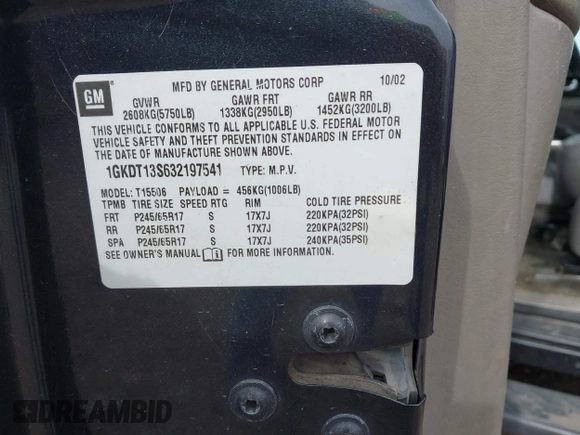 GM
MFD BY GENERAL MOTORS CORP 10/02
GVWR GAWR FRT GAWR RR
2608KG(5750LB) 1338KG(2950LB) 1452KG(3200LB)
THIS VEHICLE CONFORMS TO ALL APPLICABLE U.S. FEDERAL MOTOR
VEHICLE SAFETY AND THEFT PREVENTION STANDARDS IN EFFECT ON
THE DATE OF MANUFACTURE SHOWN ABOVE.
1GKDT13S632197541 TYPE: M.P.V.
MODEL: T15506 PAYLOAD = 456KG(1006LB)
TPMB TIRE SIZE SPEED RTG RIM COLD TIRE PRESSURE
FRT P245/65R17 S 17X7J 220KPA(32PSI)
RR P245/65R17 S 17X7J 220KPA(32PSI)
SPA P245/65R17 S 17X7J 240KPA(35PSI)
SEE OWNER'S MANUAL FOR MORE INFORMATION.
DREAMBID